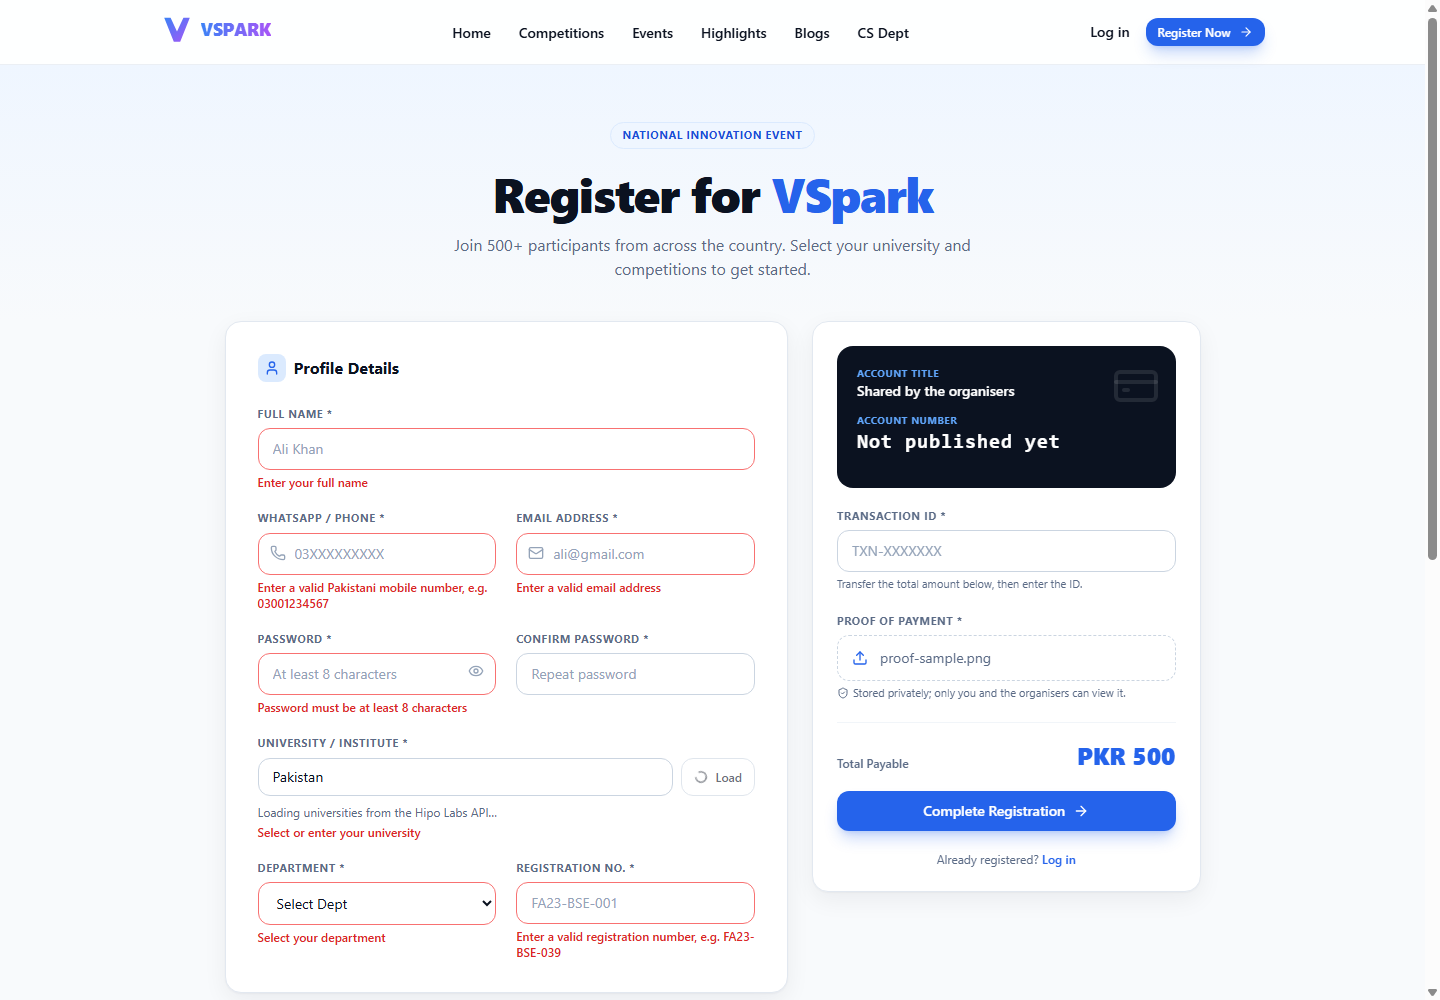 VSPARK
Home
Competitions
Events
Highlights
Blogs
CS Dept
Log in
Register Now
NATIONAL INNOVATION EVENT
Register for VSpark
Join 500+ participants from across the country. Select your university and
competitions to get started.
Profile Details
FULL NAME *
Ali Khan
Enter your full name
WHATSAPP / PHONE *
03XXXXXXXXX
Enter a valid Pakistani mobile number, e.g.
03001234567
EMAIL ADDRESS *
ali@gmail.com
Enter a valid email address
PASSWORD *
At least 8 characters
Password must be at least 8 characters
CONFIRM PASSWORD *
Repeat password
UNIVERSITY / INSTITUTE *
Pakistan
Load
Loading universities from the Hipo Labs API...
Select or enter your university
DEPARTMENT *
Select Dept
Select your department
REGISTRATION NO. *
FA23-BSE-001
Enter a valid registration number, e.g. FA23-
BSE-039
ACCOUNT TITLE
Shared by the organisers
ACCOUNT NUMBER
Not published yet
TRANSACTION ID *
TXN-XXXXXXX
Transfer the total amount below, then enter the ID.
PROOF OF PAYMENT *
proof-sample.png
Stored privately; only you and the organisers can view it.
Total Payable
PKR 500
Complete Registration
Already registered? Log in